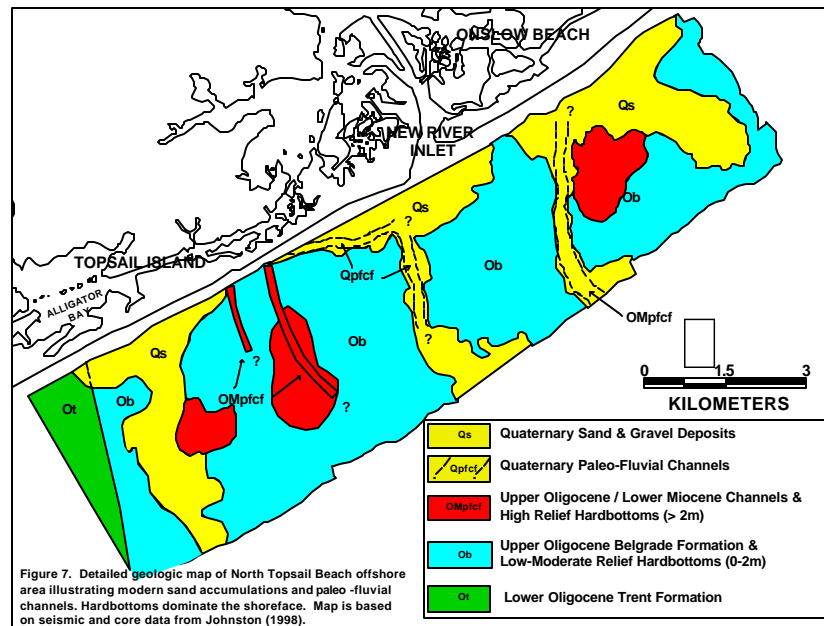 ONSLOW BEACH
Qs
?
NEW RIVER
INLET
Qs
Ob
?
TOPSAIL ISLAND
Qpfcf
Ob
ALLIGATOR
BAY
OMpfcf
Qs
Ob
?
?
0 1.5 3
KILOMETERS
Ot
Ob
OMpfcf
?
Qs Quaternary Sand & Gravel Deposits
Qpfcf Quaternary Paleo-Fluvial Channels
OMpfcf Upper Oligocene / Lower Miocene Channels &
High Relief Hardbottoms (> 2m)
Ob Upper Oligocene Belgrade Formation &
Low-Moderate Relief Hardbottoms (0-2m)
Ot Lower Oligocene Trent Formation
Figure 7. Detailed geologic map of North Topsail Beach offshore
area illustrating modern sand accumulations and paleo -fluvial
channels. Hardbottoms dominate the shoreface. Map is based
on seismic and core data from Johnston (1998).